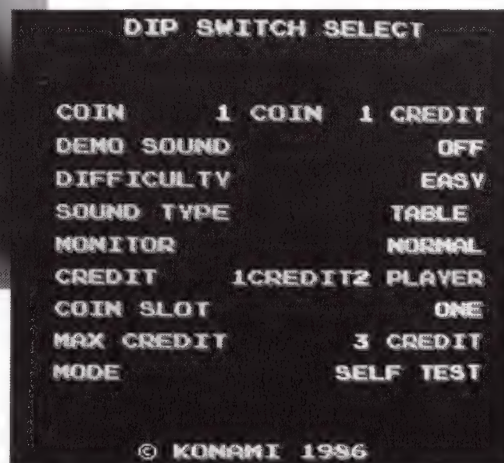 DIP SWITCH SELECT
COIN 1 COIN 1 CREDIT
DEMO SOUND OFF
DIFFICULTY EASY
SOUND TYPE TABLE
MONITOR NORMAL
CREDIT 1CREDIT2 PLAYER
COIN SLOT ONE
MAX CREDIT 3 CREDIT
MODE SELF TEST
© KONAMI 1986